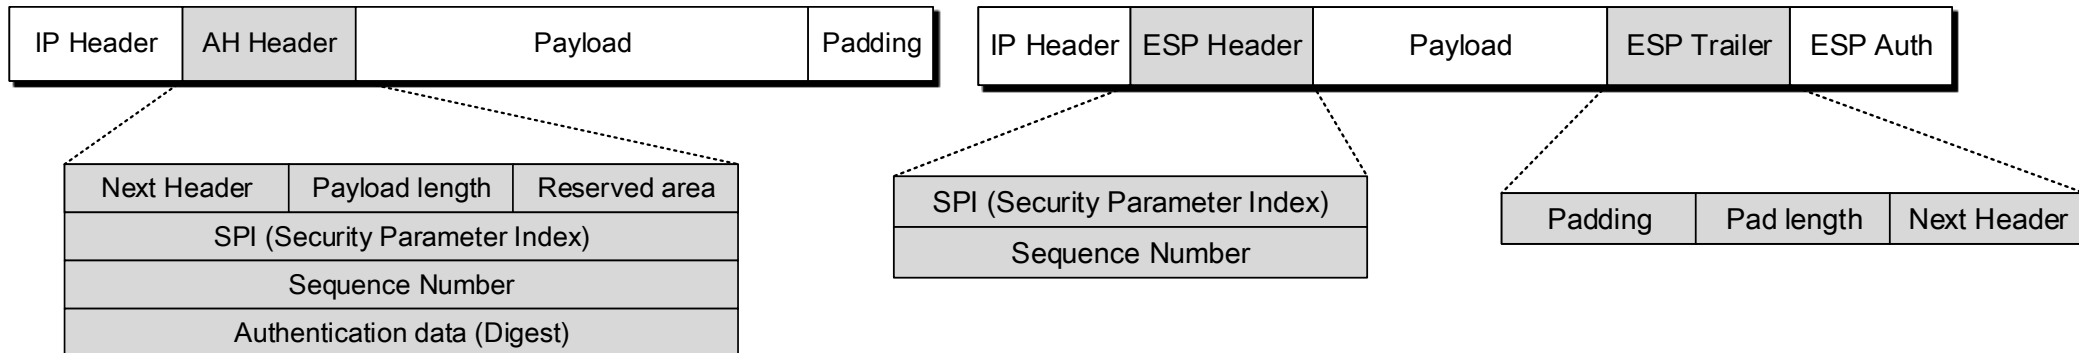 IP Header AH Header Payload Padding
Next Header Payload length Reserved area
SPI (Security Parameter Index)
Sequence Number
Authentication data (Digest)
IP Header ESP Header Payload ESP Trailer ESP Auth
SPI (Security Parameter Index)
Sequence Number
Padding Pad length Next Header